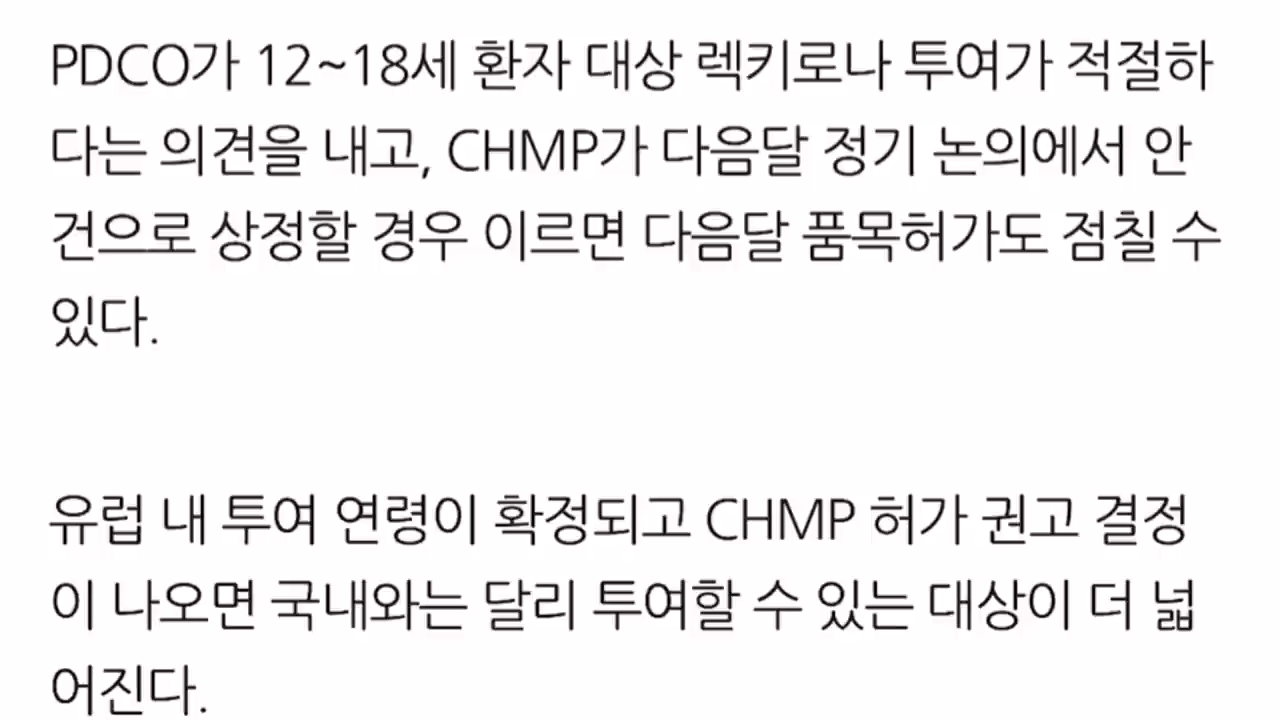 PDCO가 12~18세 환자 대상 렉키로나 투여가 적절하
다는 의견을 내고, CHMP가 다음달 정기 논의에서 안
건으로 상정할 경우 이르면 다음달 품목허가도 점칠 수
있다.
유럽 내 투여 연령이 확정되고 CHMP 허가 권고 결정
이 나오면 국내와는 달리 투여할 수 있는 대상이 더 넓
어진다.